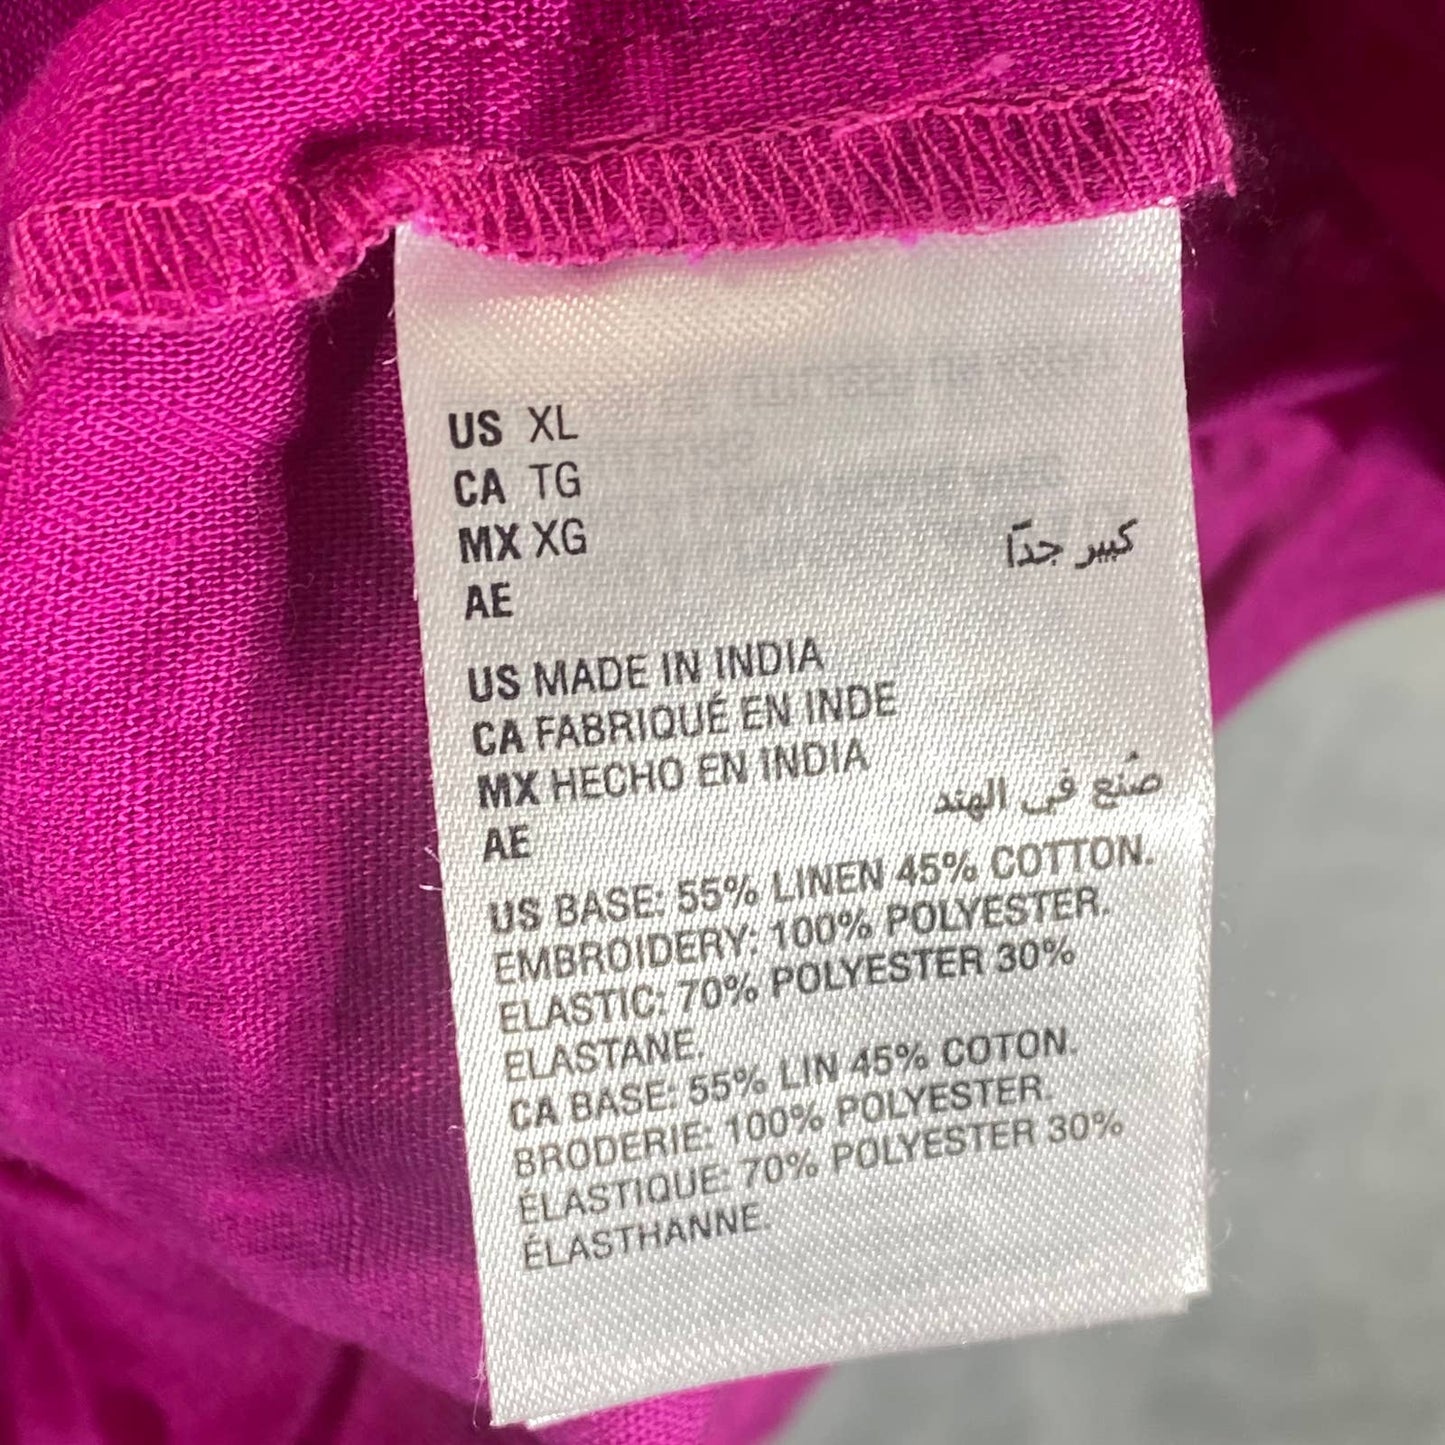 US XL
CA TG
MX XG
AE كبير جدًا
US MADE IN INDIA
CA FABRIQUÉ EN INDE
MX HECHO EN INDIA
AE صُنع في الهند
US BASE: 55% LINEN 45% COTTON.
EMBROIDERY: 100% POLYESTER.
ELASTIC: 70% POLYESTER 30%
ELASTANE.
CA BASE: 55% LIN 45% COTON.
BRODERIE: 100% POLYESTER.
ÉLASTIQUE: 70% POLYESTER 30%
ÉLASTHANNE.